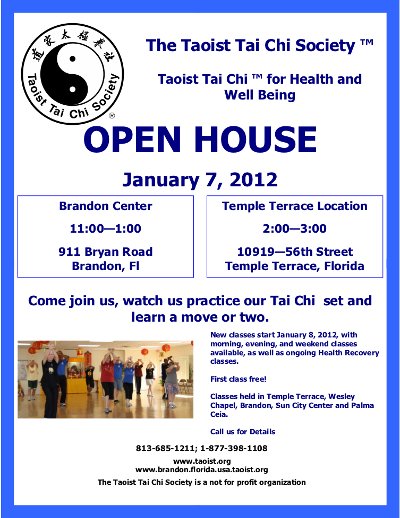 道家太極拳社
Taoist Tai Chi Society
®
The Taoist Tai Chi Society ™
Taoist Tai Chi ™ for Health and
Well Being
OPEN HOUSE
January 7, 2012
Brandon Center
11:00—1:00
911 Bryan Road
Brandon, Fl
Temple Terrace Location
2:00—3:00
10919—56th Street
Temple Terrace, Florida
Come join us, watch us practice our Tai Chi set and
learn a move or two.
New classes start January 8, 2012, with
morning, evening, and weekend classes
available, as well as ongoing Health Recovery
classes.
First class free!
Classes held in Temple Terrace, Wesley
Chapel, Brandon, Sun City Center and Palma
Ceia.
Call us for Details
813-685-1211; 1-877-398-1108
www.taoist.org
www.brandon.florida.usa.taoist.org
The Taoist Tai Chi Society is a not for profit organization